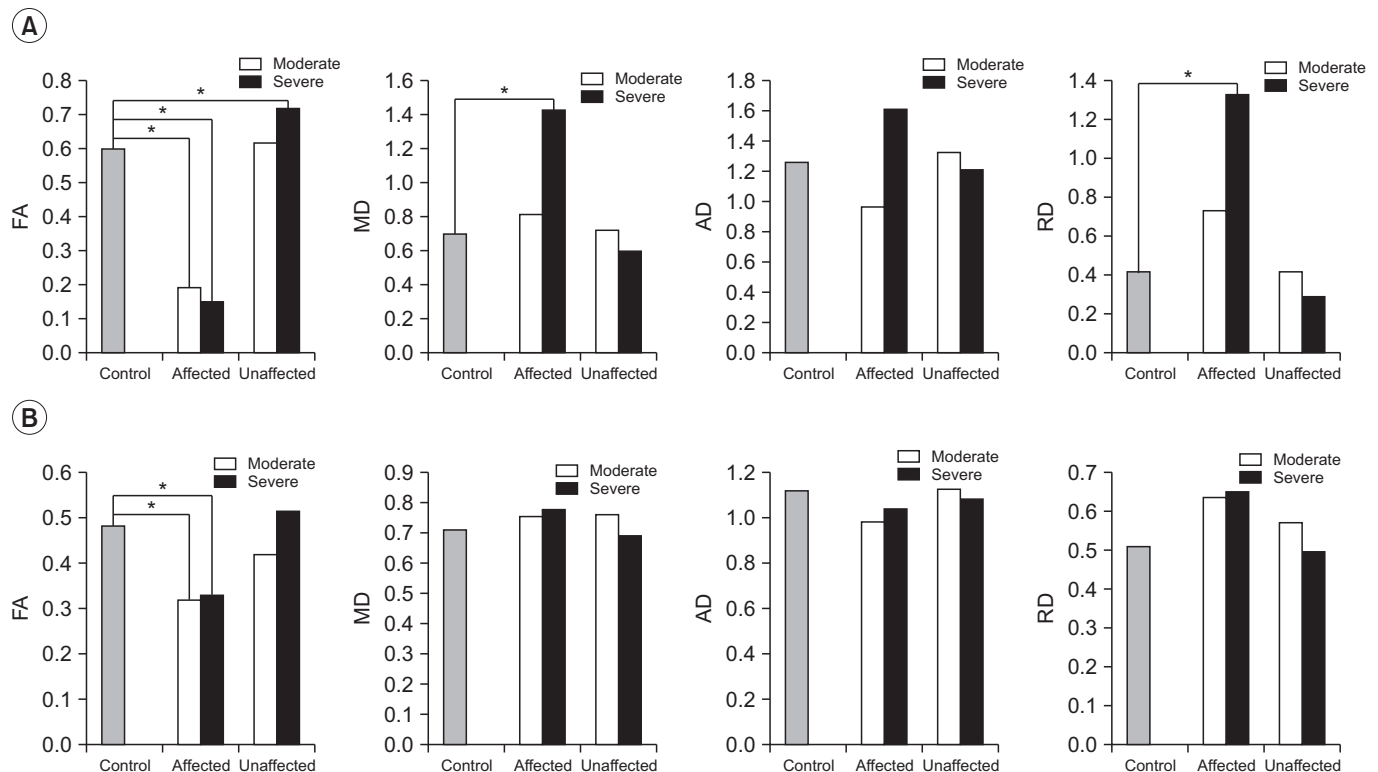 A
Moderate
Severe
FA
0.8
0.7
0.6
0.5
0.4
0.3
0.2
0.1
0.0
* * *
Control Affected Unaffected
Moderate
Severe
MD
1.6
1.4
1.2
1.0
0.8
0.6
0.4
0.2
0.0
*
Control Affected Unaffected
Moderate
Severe
AD
1.8
1.6
1.4
1.2
1.0
0.8
0.6
0.4
0.2
0.0
Control Affected Unaffected
Moderate
Severe
RD
1.4
1.2
1.0
0.8
0.6
0.4
0.2
0.0
*
Control Affected Unaffected
B
Moderate
Severe
FA
0.6
0.5
0.4
0.3
0.2
0.1
0.0
* *
Control Affected Unaffected
Moderate
Severe
MD
0.9
0.8
0.7
0.6
0.5
0.4
0.3
0.2
0.1
0.0
Control Affected Unaffected
Moderate
Severe
AD
1.2
1.0
0.8
0.6
0.4
0.2
0.0
Control Affected Unaffected
Moderate
Severe
RD
0.7
0.6
0.5
0.4
0.3
0.2
0.1
0.0
Control Affected Unaffected